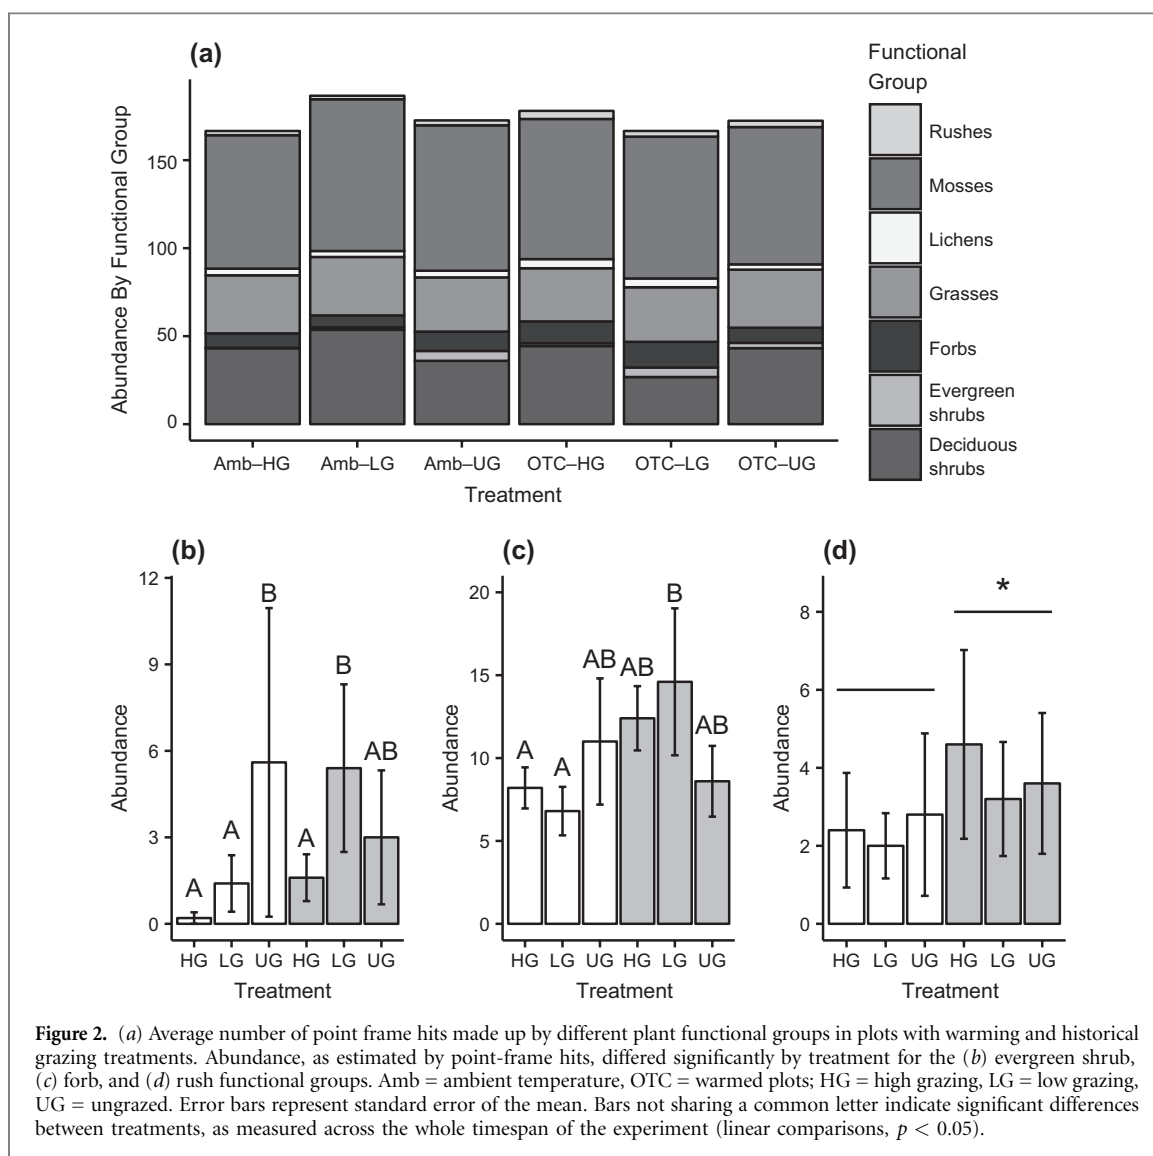 (a)
Abundance By Functional Group
150
100
50
0
Amb–HG Amb–LG Amb–UG OTC–HG OTC–LG OTC–UG
Treatment
Functional
Group
Rushes
Mosses
Lichens
Grasses
Forbs
Evergreen
shrubs
Deciduous
shrubs
(b)
Abundance
12
9
6
3
0
A A B A B AB
HG LG UG HG LG UG
Treatment
(c)
Abundance
20
15
10
5
0
A A AB AB B AB
HG LG UG HG LG UG
Treatment
(d)
Abundance
8
6
4
2
0
*
HG LG UG HG LG UG
Treatment
Figure 2. (a) Average number of point frame hits made up by different plant functional groups in plots with warming and historical
grazing treatments. Abundance, as estimated by point-frame hits, differed significantly by treatment for the (b) evergreen shrub,
(c) forb, and (d) rush functional groups. Amb = ambient temperature, OTC = warmed plots; HG = high grazing, LG = low grazing,
UG = ungrazed. Error bars represent standard error of the mean. Bars not sharing a common letter indicate significant differences
between treatments, as measured across the whole timespan of the experiment (linear comparisons, p < 0.05).